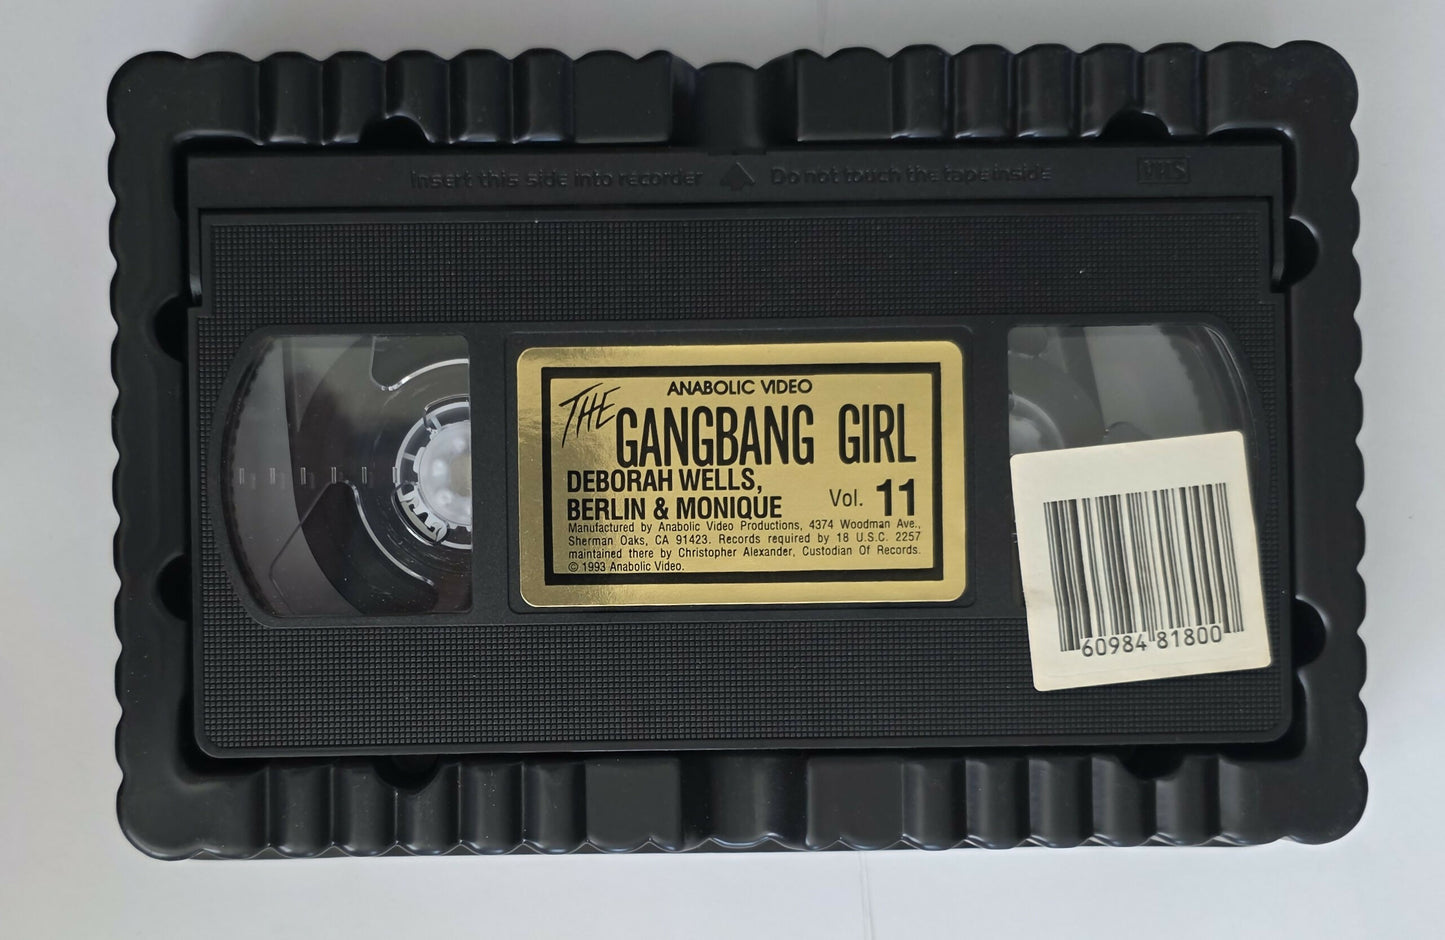 Insert this side into recorder Do not touch the tape inside VHS
ANABOLIC VIDEO
THE GANGBANG GIRL
DEBORAH WELLS,
BERLIN & MONIQUE Vol. 11
Manufactured by Anabolic Video Productions, 4374 Woodman Ave.,
Sherman Oaks, CA 91423. Records required by 18 U.S.C. 2257
maintained there by Christopher Alexander, Custodian Of Records.
© 1993 Anabolic Video.
60984 81800